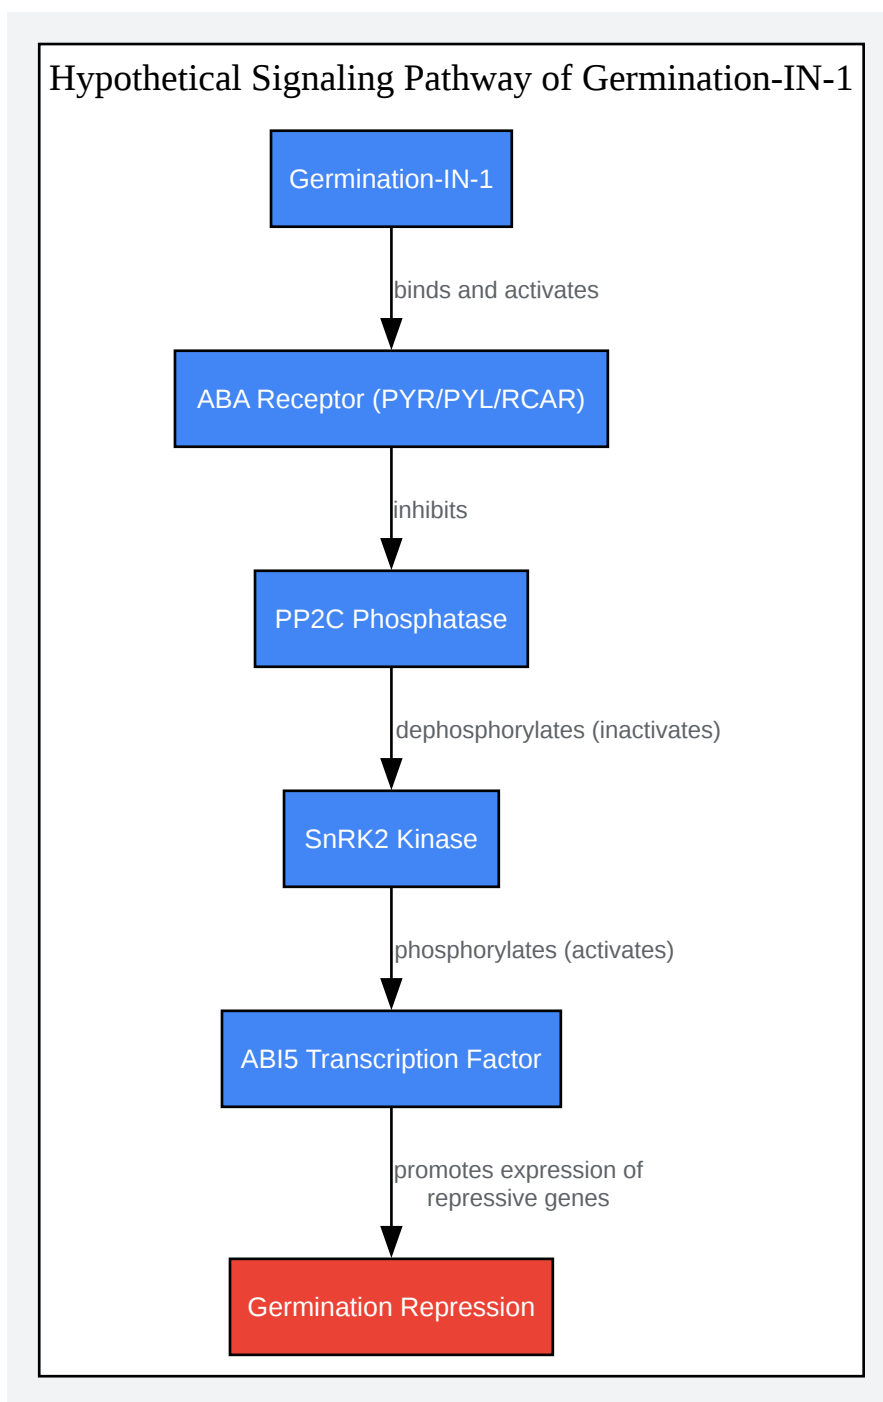 Hypothetical Signaling Pathway of Germination-IN-1
Germination-IN-1
binds and activates
ABA Receptor (PYR/PYL/RCAR)
inhibits
PP2C Phosphatase
dephosphorylates (inactivates)
SnRK2 Kinase
phosphorylates (activates)
ABI5 Transcription Factor
promotes expression of
repressive genes
Germination Repression